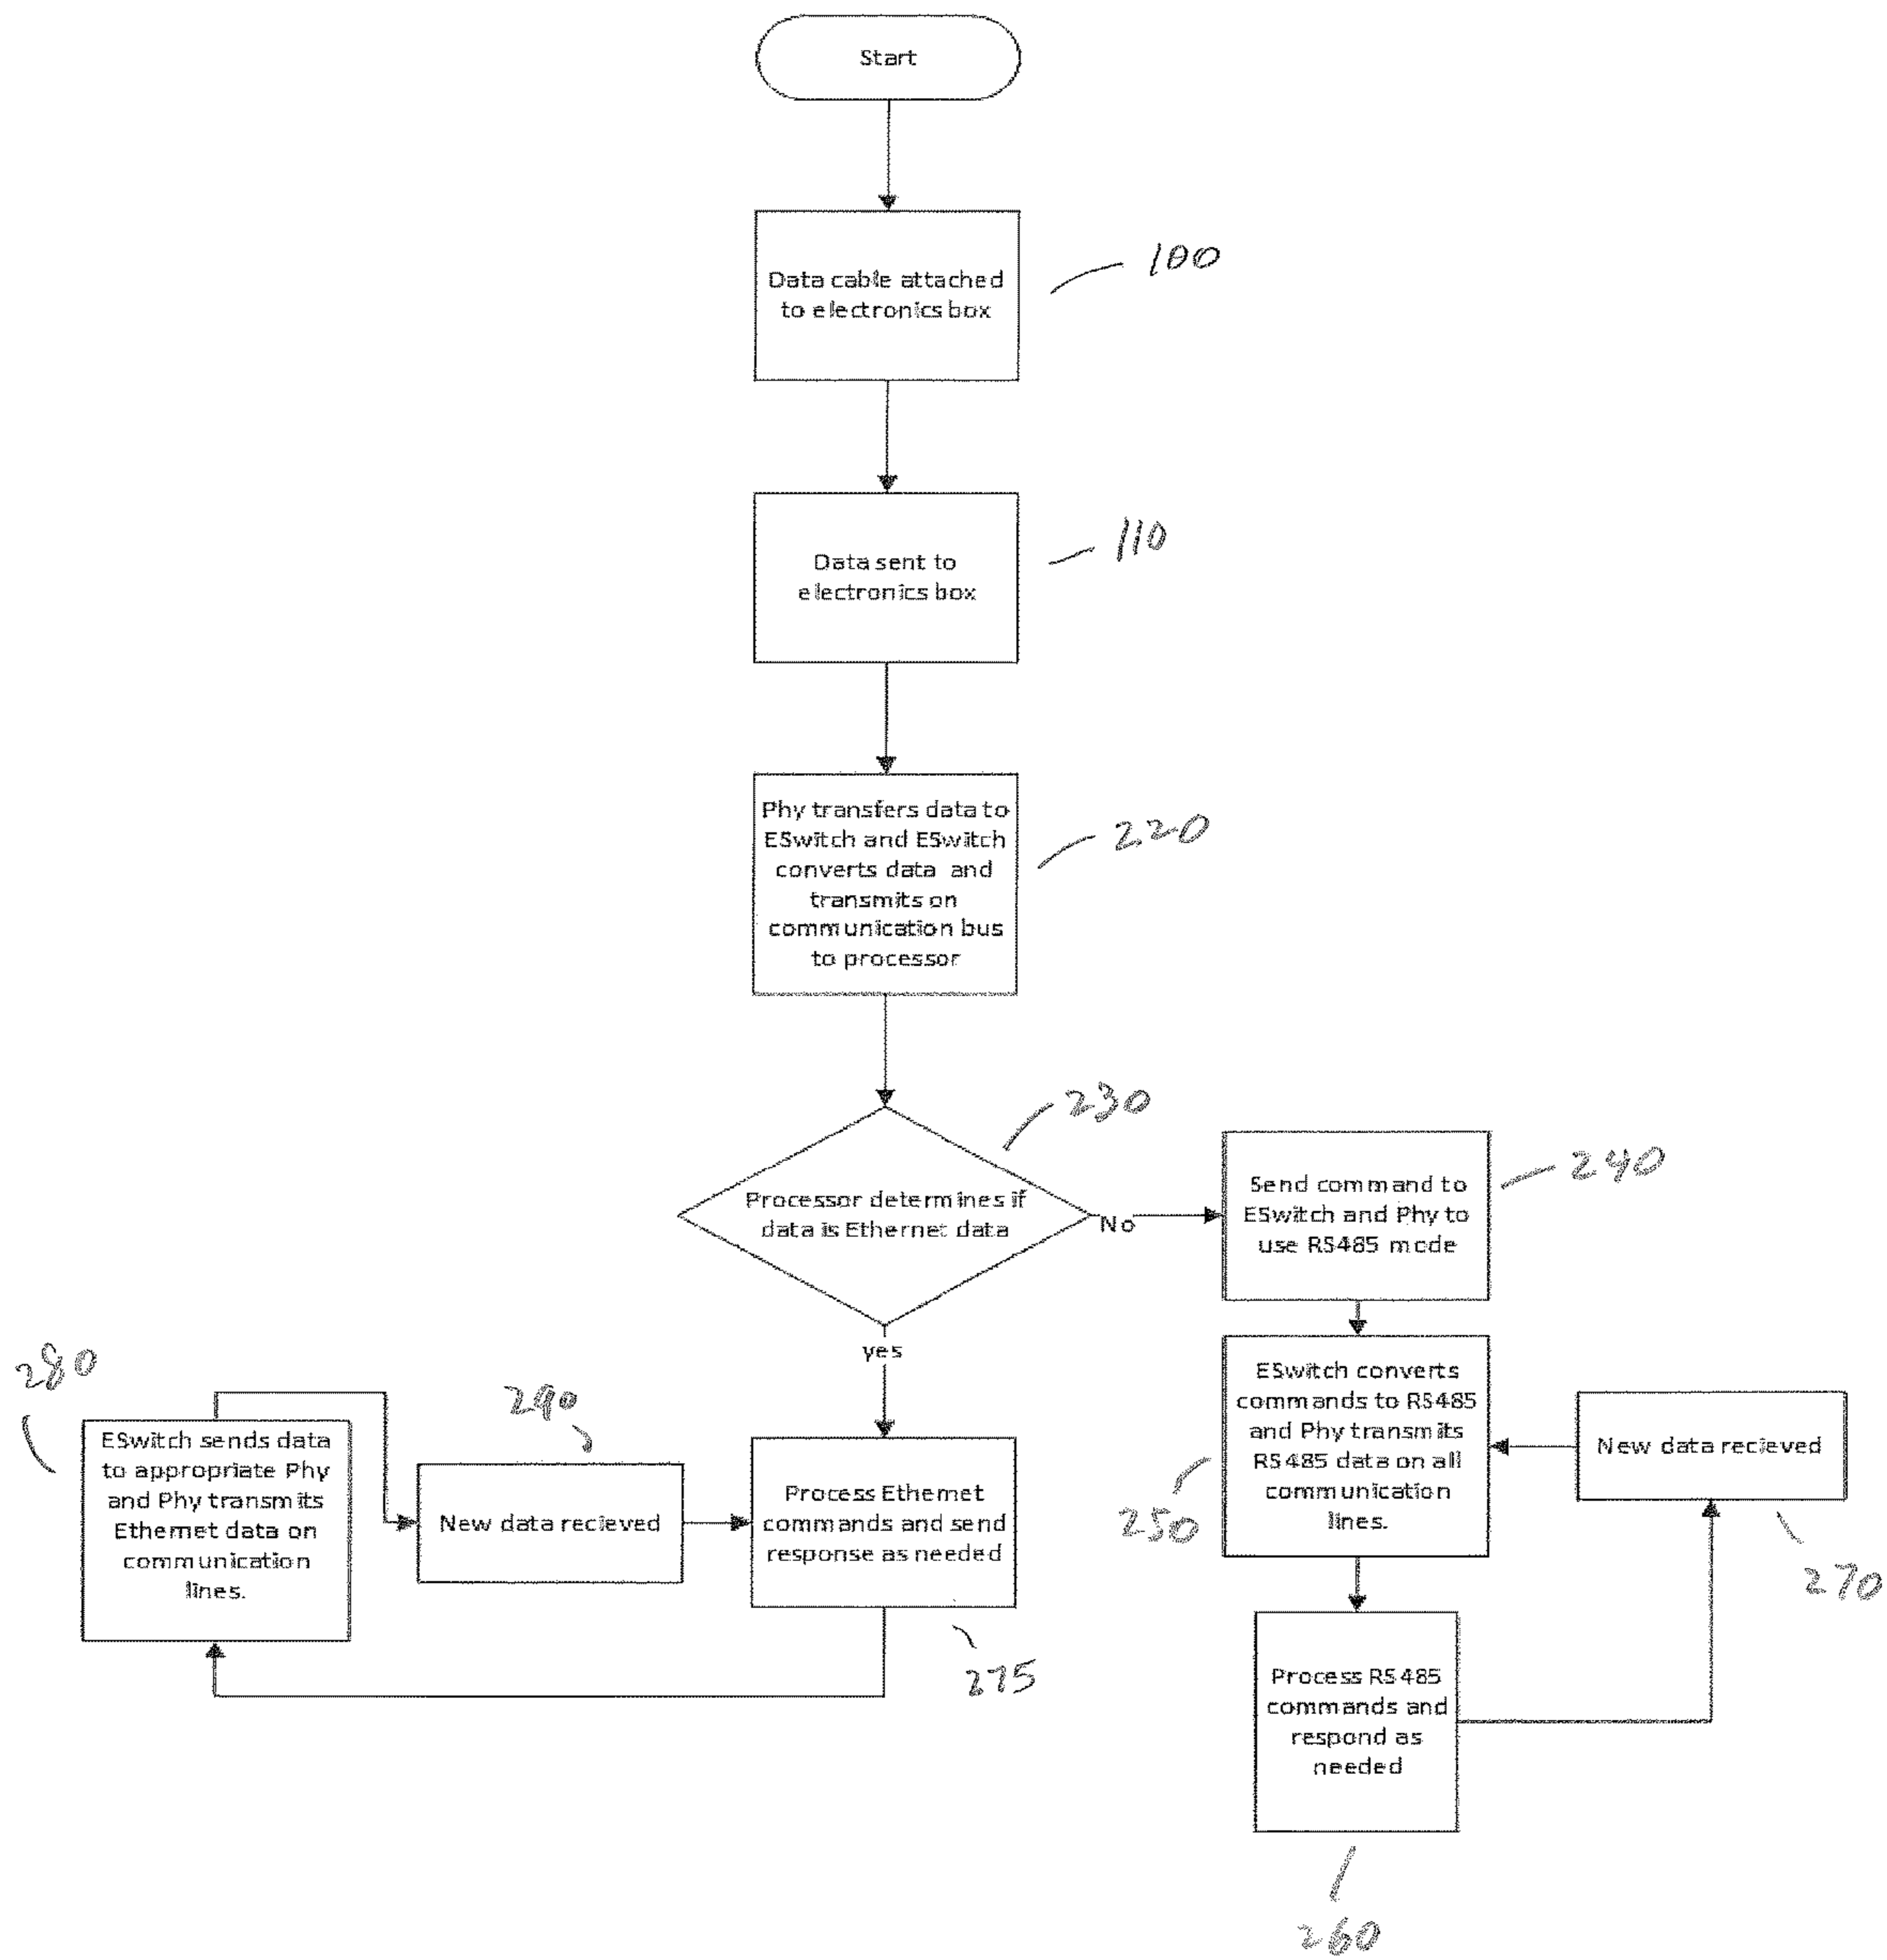 Start
Data cable attached
to electronics box
100
Data sent to
electronics box
110
Phy transfers data to
ESwitch and ESwitch
converts data and
transmits on
communication bus
to processor
220
Processor determines if
data is Ethernet data
230
No
yes
Send command to
ESwitch and Phy to
use RS485 mode
240
ESwitch converts
commands to RS485
and Phy transmits
RS485 data on all
communication
lines.
250
New data recieved
270
Process RS485
commands and
respond as
needed
260
Process Ethernet
commands and send
response as needed
275
ESwitch sends data
to appropriate Phy
and Phy transmits
Ethernet data on
communication
lines.
280
New data recieved
290